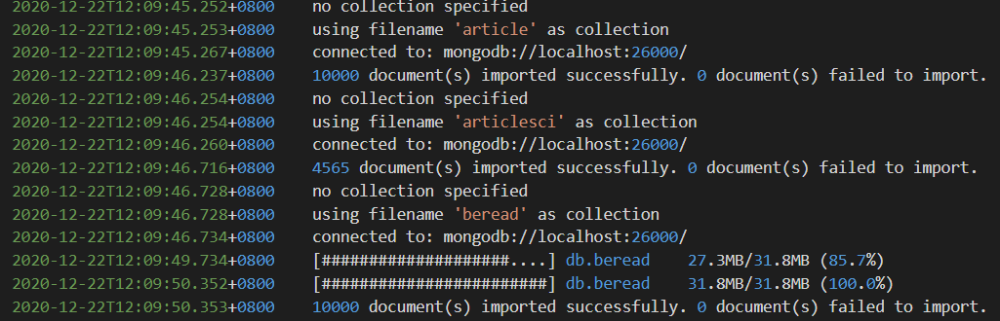 2020-12-22T12:09:45.252+0800 no collection specified
2020-12-22T12:09:45.253+0800 using filename 'article' as collection
2020-12-22T12:09:45.267+0800 connected to: mongodb://localhost:26000/
2020-12-22T12:09:46.237+0800 10000 document(s) imported successfully. 0 document(s) failed to import.
2020-12-22T12:09:46.254+0800 no collection specified
2020-12-22T12:09:46.254+0800 using filename 'articlesci' as collection
2020-12-22T12:09:46.260+0800 connected to: mongodb://localhost:26000/
2020-12-22T12:09:46.716+0800 4565 document(s) imported successfully. 0 document(s) failed to import.
2020-12-22T12:09:46.728+0800 no collection specified
2020-12-22T12:09:46.728+0800 using filename 'beread' as collection
2020-12-22T12:09:46.734+0800 connected to: mongodb://localhost:26000/
2020-12-22T12:09:49.734+0800 [####################....] db.beread 27.3MB/31.8MB (85.7%)
2020-12-22T12:09:50.352+0800 [########################] db.beread 31.8MB/31.8MB (100.0%)
2020-12-22T12:09:50.353+0800 10000 document(s) imported successfully. 0 document(s) failed to import.